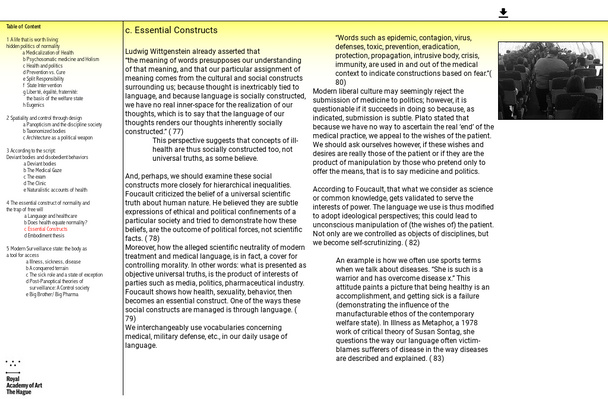 Table of Content
1 A life that is worth living:
hidden politics of normality
a Medicalization of Health
b Psychosomatic medicine and Holism
c Health and politics
d Prevention vs. Cure
e Split Responsibility
f State Intervention
g Liberté, égalité, fraternité:
the basis of the welfare state
h Eugenics
2 Spatiality and control through design
a Panopticism and the discipline society
b Taxonomized bodies
c Architecture as a political weapon
3 According to the script:
Deviant bodies and disobedient behaviors
a Deviant bodies
b The Medical Gaze
c The exam
d The Clinic
e Naturalistic accounts of health
4 The essential construct of normality and
the trap of free will
a Language and healthcare
b Does health equate normality?
c Essential Constructs
d Embodiment thesis
5 Modern Surveillance state: the body as
a tool for access
a Illness, sickness, disease
b A conquered terrain
c The sick role and a state of exception
d Post-Panoptical theories of
surveillance: A Control society
e Big Brother/ Big Pharma
Royal
Academy of Art
The Hague
c. Essential Constructs
Ludwig Wittgenstein already asserted that
"the meaning of words presupposes our understanding
of that meaning, and that our particular assignment of
meaning comes from the cultural and social constructs
surrounding us; because thought is inextricably tied to
language, and because language is socially constructed,
we have no real inner-space for the realization of our
thoughts, which is to say that the language of our
thoughts renders our thoughts inherently socially
constructed." ( 77)
This perspective suggests that concepts of ill-
health are thus socially constructed too, not
universal truths, as some believe.
And, perhaps, we should examine these social
constructs more closely for hierarchical inequalities.
Foucault criticized the belief of a universal scientific
truth about human nature. He believed they are subtle
expressions of ethical and political confinements of a
particular society and tried to demonstrate how these
beliefs, are the outcome of political forces, not scientific
facts. ( 78)
Moreover, how the alleged scientific neutrality of modern
treatment and medical language, is in fact, a cover for
controlling morality. In other words: what is presented as
objective universal truths, is the product of interests of
parties such as media, politics, pharmaceutical industry.
Foucault shows how health, sexuality, behavior, then
becomes an essential construct. One of the ways these
social constructs are managed is through language. (
79)
We interchangeably use vocabularies concerning
medical, military defense, etc., in our daily usage of
language.
"Words such as epidemic, contagion, virus,
defenses, toxic, prevention, eradication,
protection, propagation, intrusive body, crisis,
immunity, are used in and out of the medical
context to indicate constructions based on fear."(
80)
Modern liberal culture may seemingly reject the
submission of medicine to politics; however, it is
questionable if it succeeds in doing so because, as
indicated, submission is subtle. Plato stated that
because we have no way to ascertain the real 'end' of the
medical practice, we appeal to the wishes of the patient.
We should ask ourselves however, if these wishes and
desires are really those of the patient or if they are the
product of manipulation by those who pretend only to
offer the means, that is to say medicine and politics.
According to Foucault, that what we consider as science
or common knowledge, gets validated to serve the
interests of power. The language we use is thus modified
to adopt ideological perspectives; this could lead to
unconscious manipulation of (the wishes of) the patient.
Not only are we controlled as objects of disciplines, but
we become self-scrutinizing. ( 82)
An example is how we often use sports terms
when we talk about diseases. "She is such a
warrior and has overcome disease x." This
attitude paints a picture that being healthy is an
accomplishment, and getting sick is a failure
(demonstrating the influence of the
manufacturable ethos of the contemporary
welfare state). In Illness as Metaphor, a 1978
work of critical theory of Susan Sontag, she
questions the way our language often victim-
blames sufferers of disease in the way diseases
are described and explained. ( 83)